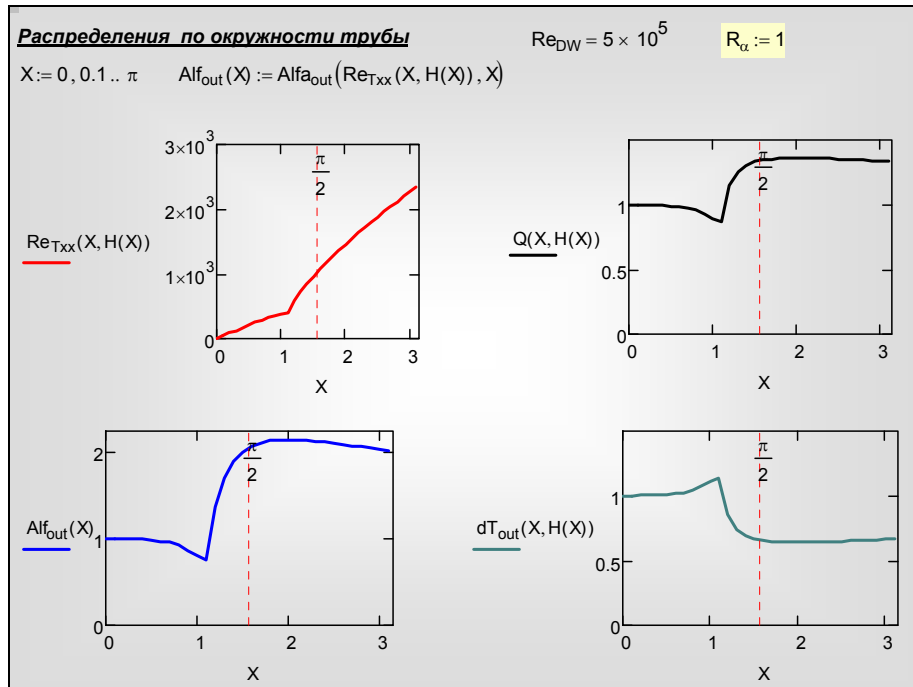 Распределения по окружности трубы
Re_DW = 5 × 10^5
R_α := 1
X := 0 , 0.1 .. π
Alf_out(X) := Alfa_out(Re_Txx(X, H(X)) , X)
3×10^3
2×10^3
1×10^3
0
Re_Txx(X, H(X))
π/2
0 1 2 3
X
1
0.5
0
Q(X, H(X))
π/2
0 1 2 3
X
2
1
0
Alf_out(X)
π/2
0 1 2 3
X
1
0.5
0
dT_out(X, H(X))
π/2
0 1 2 3
X